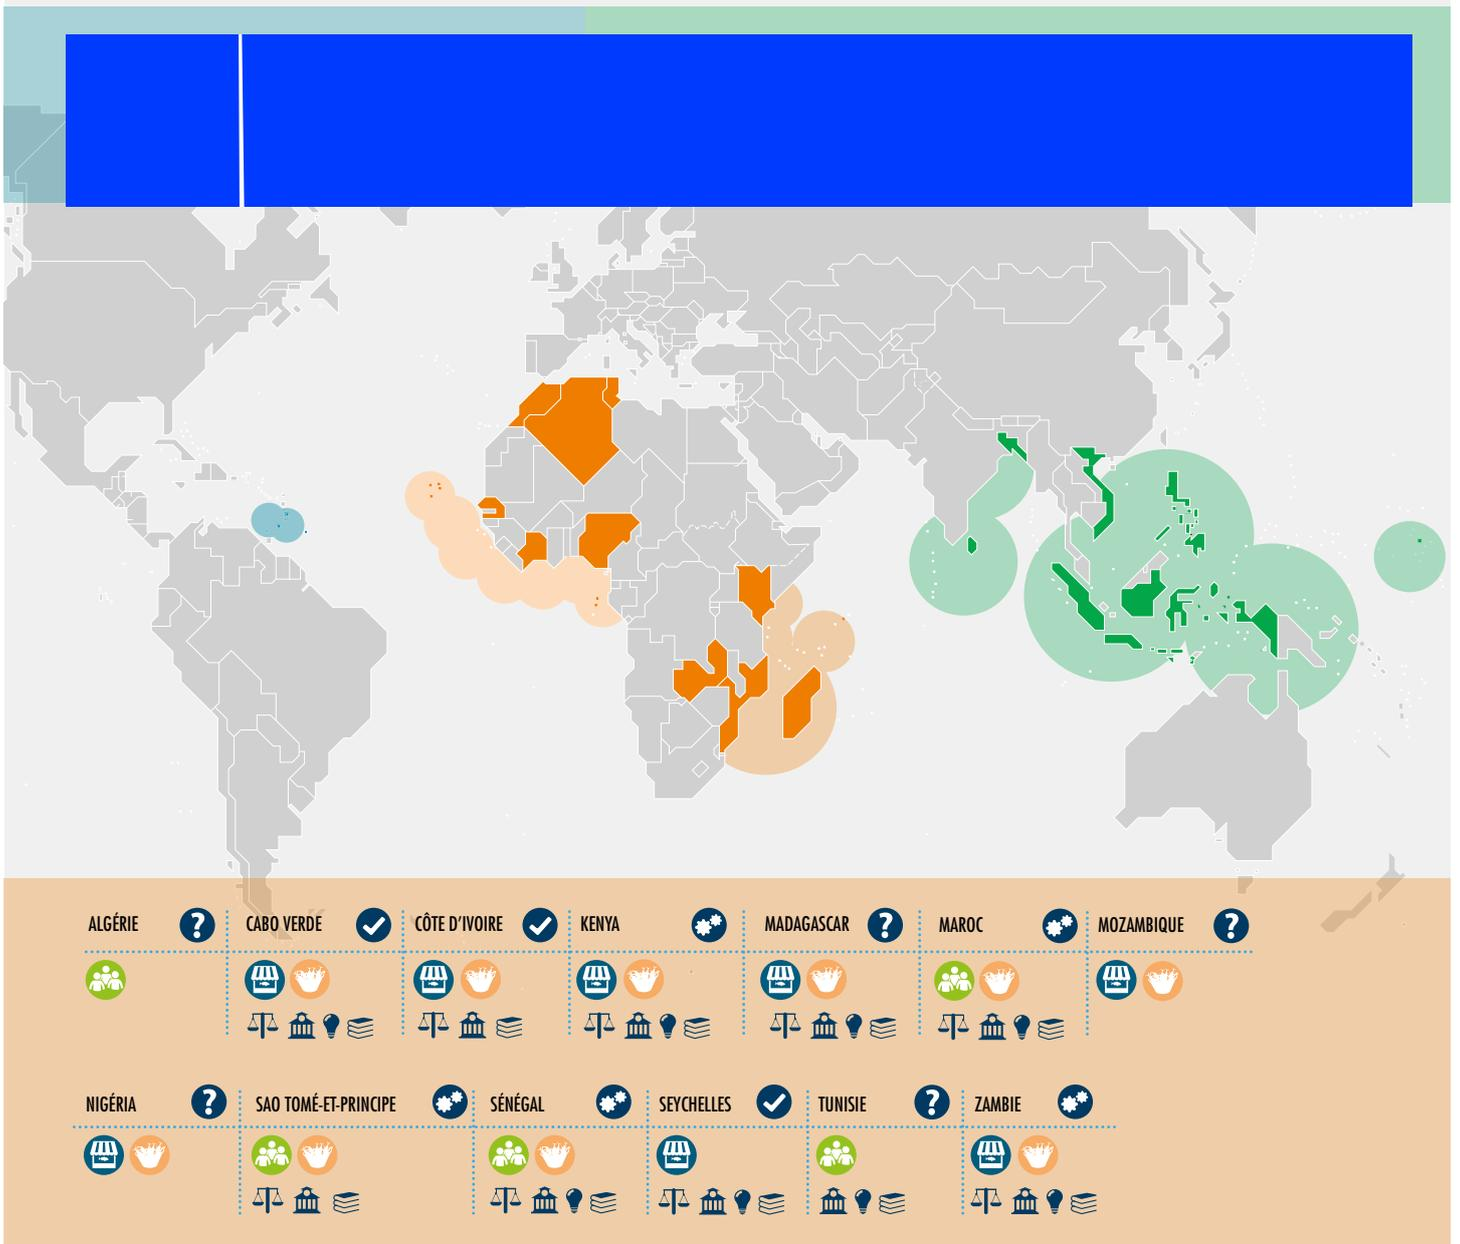 ALGÉRIE
CABO VERDE
CÔTE D'IVOIRE
KENYA
MADAGASCAR
MAROC
MOZAMBIQUE
NIGÉRIA
SAO TOMÉ-ET-PRINCIPE
SÉNÉGAL
SEYCHELLES
TUNISIE
ZAMBIE